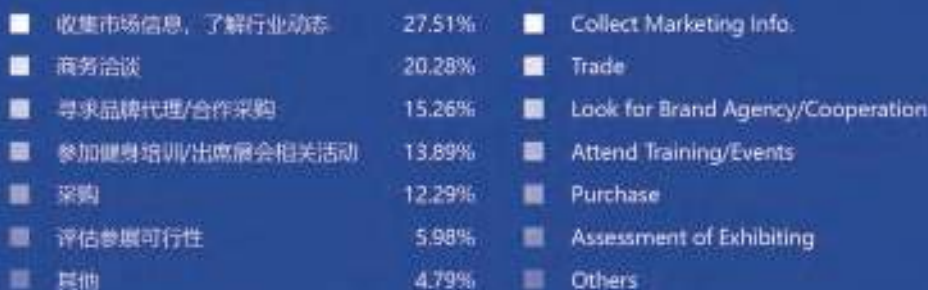 收集市场信息，了解行业动态 27.51% Collect Marketing Info.
商务洽谈 20.28% Trade
寻求品牌代理/合作采购 15.26% Look for Brand Agency/Cooperation
参加健身培训/出席展会相关活动 13.89% Attend Training/Events
采购 12.29% Purchase
评估参展可行性 5.98% Assessment of Exhibiting
其他 4.79% Others